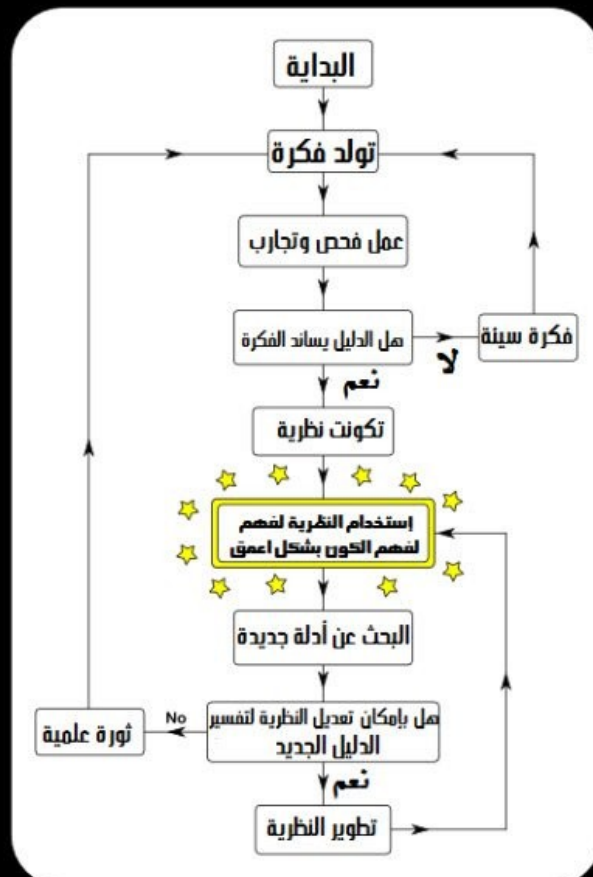 البداية
تولد فكرة
عمل فحص وتجارب
هل الدليل يساند الفكرة
لا
فكرة سيئة
نعم
تكونت نظرية
إستخدام النظرية لفهم
لفهم الكون بشكل اعمق
البحث عن أدلة جديدة
هل بإمكان تعديل النظرية لتفسير
الدليل الجديد
No
ثورة علمية
نعم
تطوير النظرية